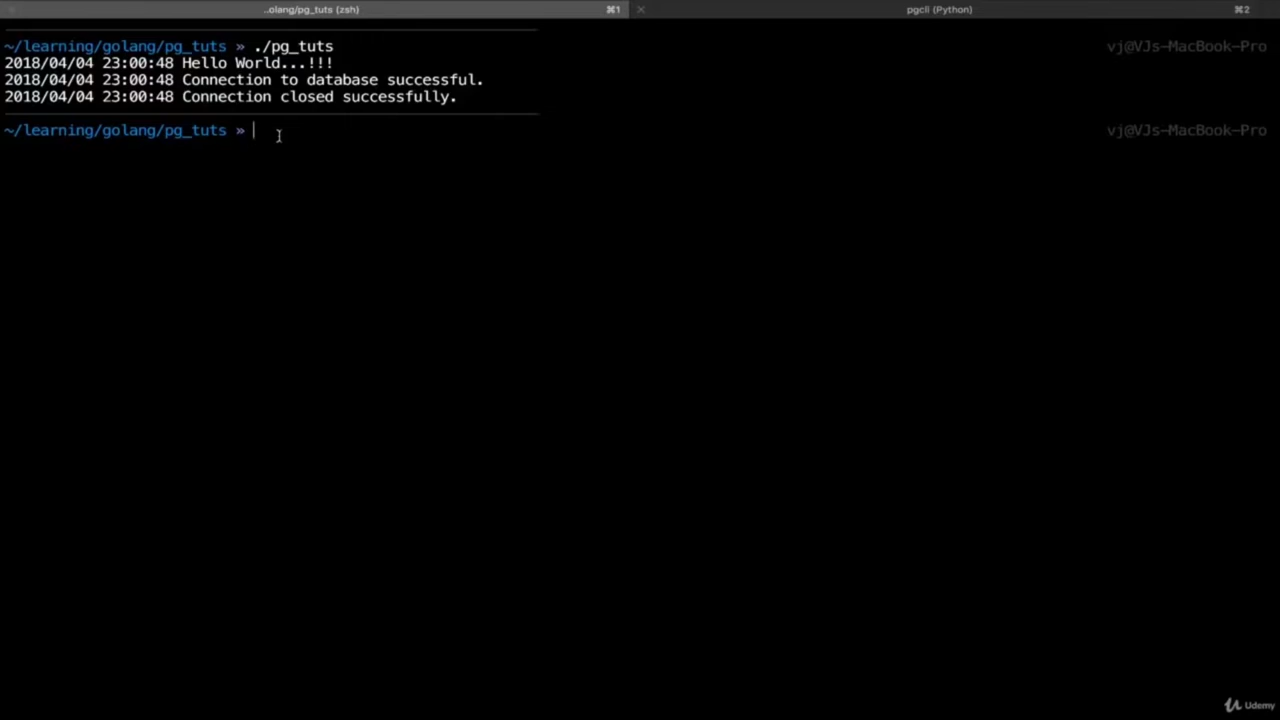 ..olang/pg_tuts (zsh) ⌘1 pgcli (Python) ⌘2
~/learning/golang/pg_tuts » ./pg_tuts vj@VJs-MacBook-Pro
2018/04/04 23:00:48 Hello World...!!!
2018/04/04 23:00:48 Connection to database successful.
2018/04/04 23:00:48 Connection closed successfully.
~/learning/golang/pg_tuts » vj@VJs-MacBook-Pro
Udemy